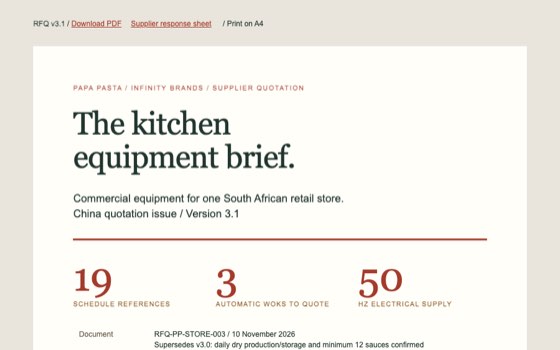 RFQ v3.1 / Download PDF Supplier response sheet / Print on A4
PAPA PASTA / INFINITY BRANDS / SUPPLIER QUOTATION
The kitchen
equipment brief.
Commercial equipment for one South African retail store.
China quotation issue / Version 3.1
19 3 50
SCHEDULE REFERENCES AUTOMATIC WOKS TO QUOTE HZ ELECTRICAL SUPPLY
Document RFQ-PP-STORE-003 / 10 November 2026
Supersedes v3.0: daily dry production/storage and minimum 12 sauces confirmed